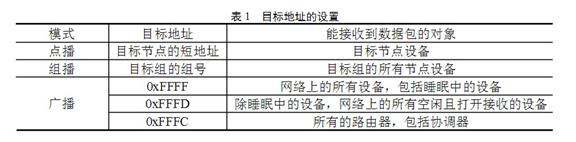 表1 目标地址的设置
模式 目标地址 能接收到数据包的对象
点播 目标节点的短地址 目标节点设备
组播 目标组的组号 目标组的所有节点设备
广播 0xFFFF 网络上的所有设备,包括睡眠中的设备
0xFFFD 除睡眠中的设备,网络上的所有空闲且打开接收的设备
0xFFFC 所有的路由器,包括协调器